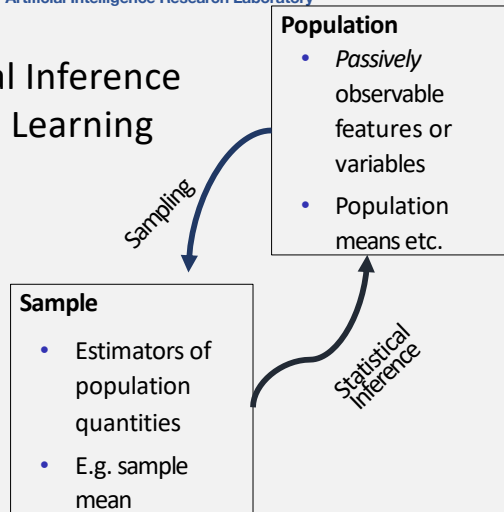 Artificial Intelligence Research Laboratory
al Inference
Learning
Population
• Passively
observable
features or
variables
• Population
means etc.
Sampling
Sample
• Estimators of
population
quantities
• E.g. sample
mean
Statistical
Inference